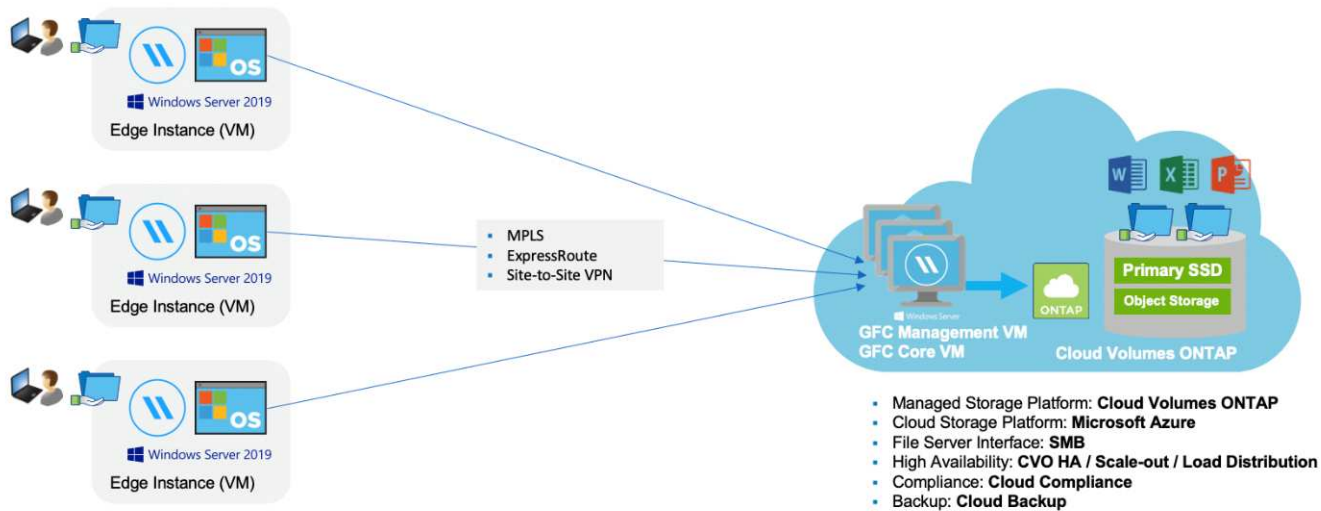 OS
Windows Server 2019
Edge Instance (VM)
OS
Windows Server 2019
Edge Instance (VM)
OS
Windows Server 2019
Edge Instance (VM)
▪ MPLS
▪ ExpressRoute
▪ Site-to-Site VPN
W
X
P
Windows Server
GFC Management VM
GFC Core VM
ONTAP
Primary SSD
Object Storage
Cloud Volumes ONTAP
▪ Managed Storage Platform: Cloud Volumes ONTAP
▪ Cloud Storage Platform: Microsoft Azure
▪ File Server Interface: SMB
▪ High Availability: CVO HA / Scale-out / Load Distribution
▪ Compliance: Cloud Compliance
▪ Backup: Cloud Backup